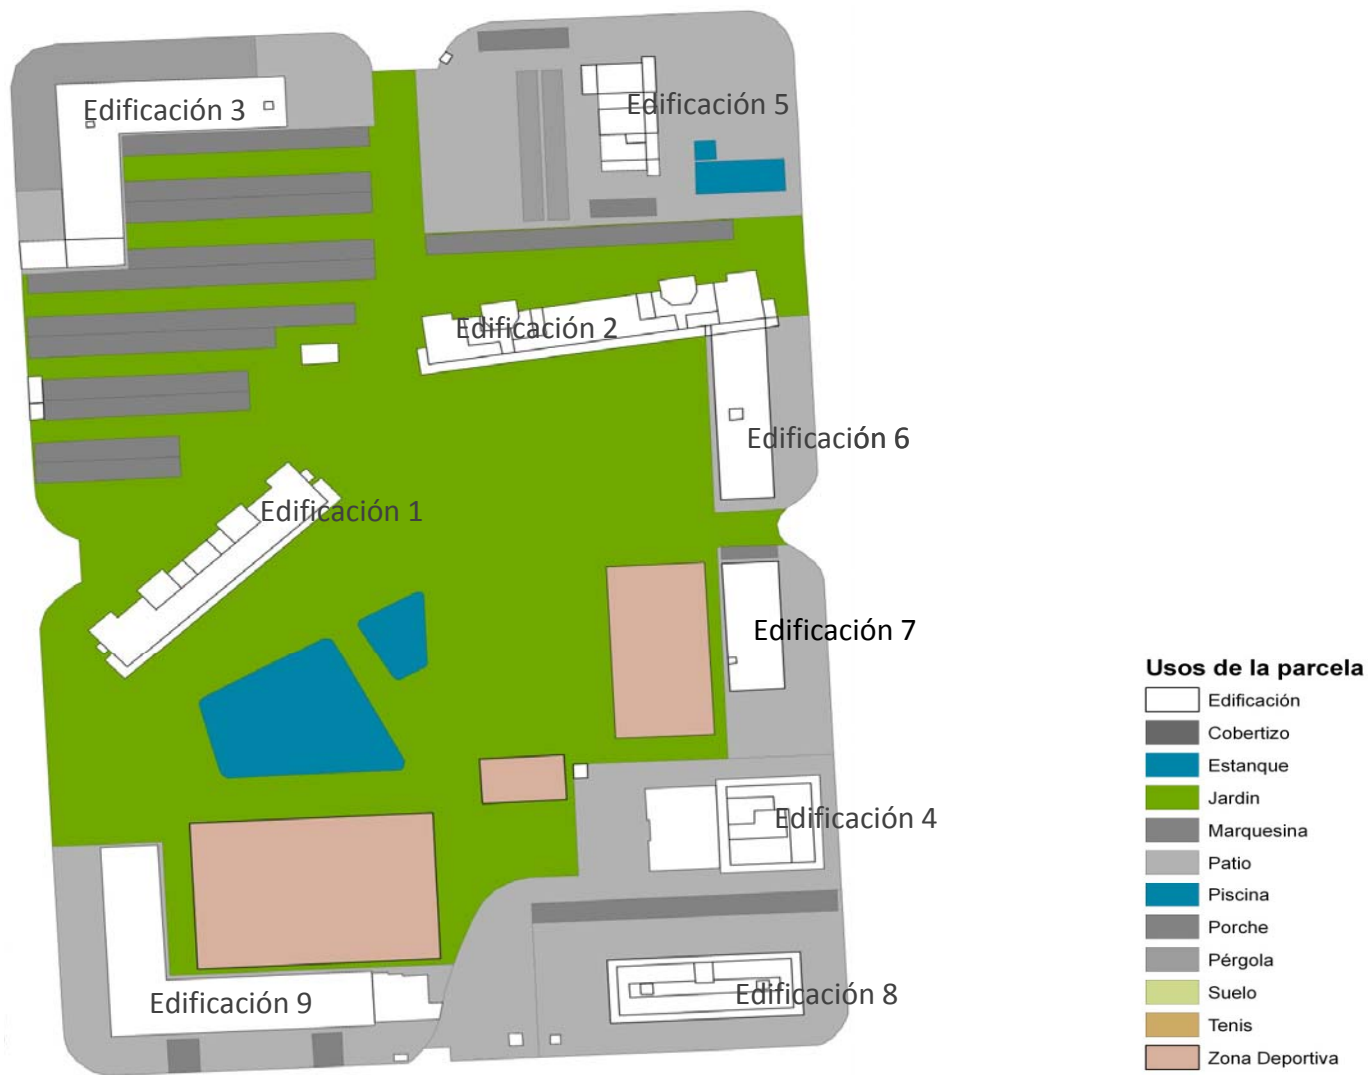 Edificación 3
Edificación 5
Edificación 2
Edificación 6
Edificación 1
Edificación 7
Edificación 4
Edificación 9
Edificación 8
Usos de la parcela
Edificación
Cobertizo
Estanque
Jardin
Marquesina
Patio
Piscina
Porche
Pérgola
Suelo
Tenis
Zona Deportiva